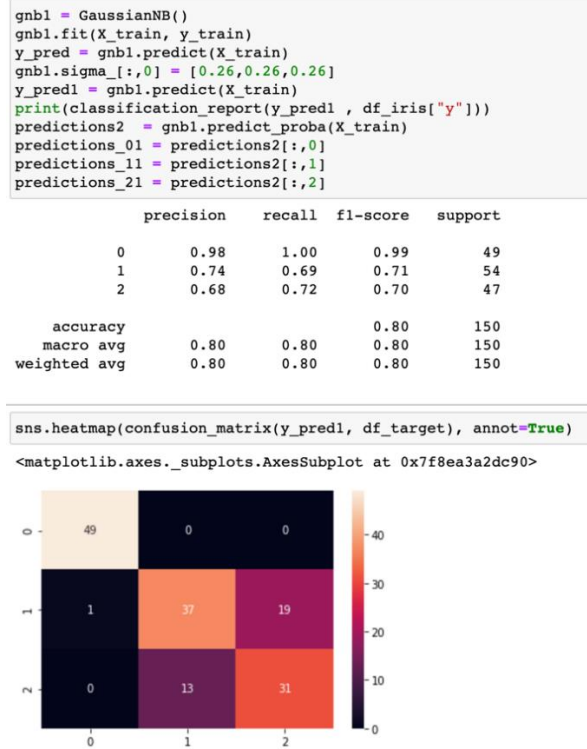 gnb1 = GaussianNB()
gnb1.fit(X_train, y_train)
y_pred = gnb1.predict(X_train)
gnb1.sigma_[:,0] = [0.26,0.26,0.26]
y_pred1 = gnb1.predict(X_train)
print(classification_report(y_pred1 , df_iris["y"]))
predictions2  = gnb1.predict_proba(X_train)
predictions_01 = predictions2[:,0]
predictions_11 = predictions2[:,1]
predictions_21 = predictions2[:,2]
precision recall f1-score support
0 0.98 1.00 0.99 49
1 0.74 0.69 0.71 54
2 0.68 0.72 0.70 47
accuracy 0.80 150
macro avg 0.80 0.80 0.80 150
weighted avg 0.80 0.80 0.80 150
sns.heatmap(confusion_matrix(y_pred1, df_target), annot=True)
<matplotlib.axes._subplots.AxesSubplot at 0x7f8ea3a2dc90>
0 49 0 0
40
30
1 1 37 19
20
2 0 13 31
10
0
0 1 2